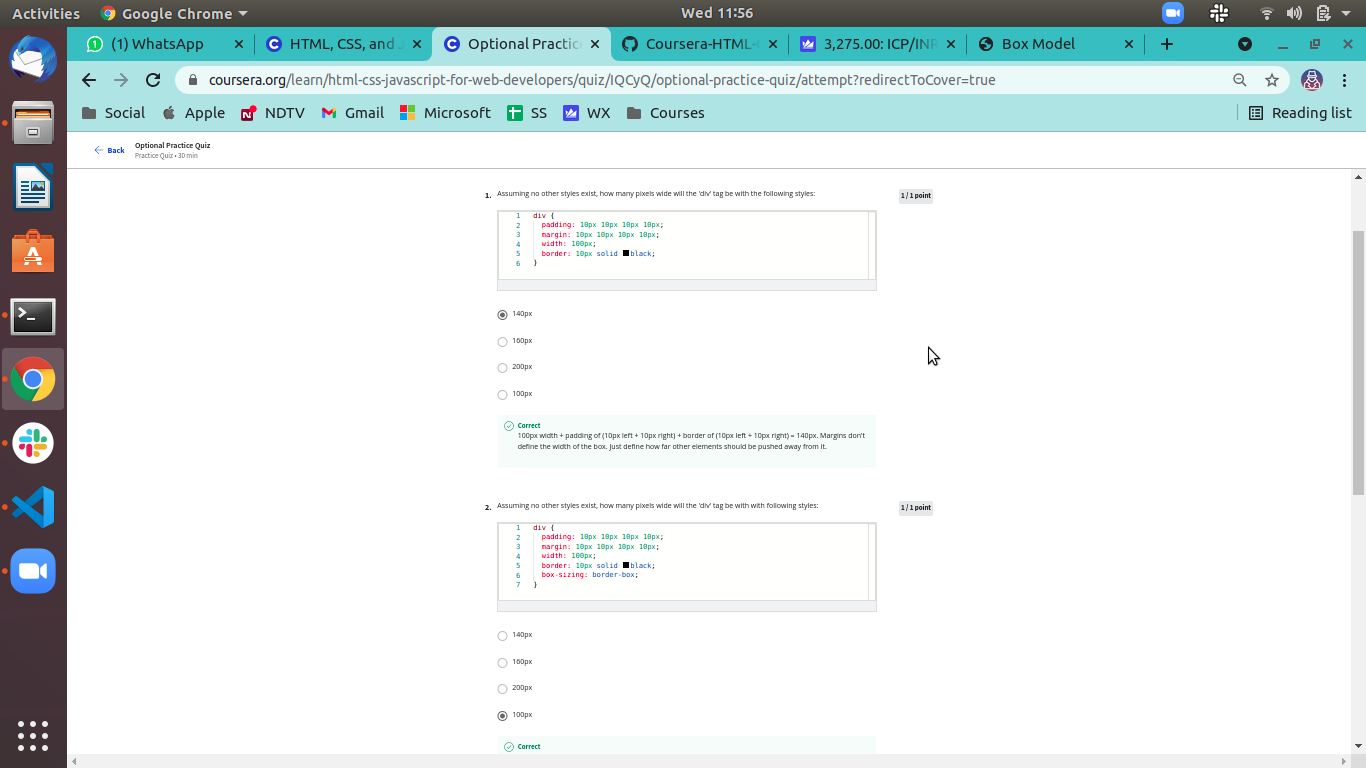 Activities
Google Chrome
Wed 11:56
(1) WhatsApp
HTML, CSS, and J
Optional Practic
Coursera-HTML-
3,275.00: ICP/INR
Box Model
coursera.org/learn/html-css-javascript-for-web-developers/quiz/IQCyQ/optional-practice-quiz/attempt?redirectToCover=true
Social
Apple
NDTV
Gmail
Microsoft
SS
WX
Courses
Reading list
Back
Optional Practice Quiz
Practice Quiz • 30 min
1. Assuming no other styles exist, how many pixels wide will the 'div' tag be with the following styles:
1 / 1 point
1 div {
2 padding: 10px 10px 10px 10px;
3 margin: 10px 10px 10px 10px;
4 width: 100px;
5 border: 10px solid black;
6 }
140px
160px
200px
100px
Correct
100px width + padding of (10px left + 10px right) + border of (10px left + 10px right) = 140px. Margins don't
define the width of the box. Just define how far other elements should be pushed away from it.
2. Assuming no other styles exist, how many pixels wide will the 'div' tag be with with following styles:
1 / 1 point
1 div {
2 padding: 10px 10px 10px 10px;
3 margin: 10px 10px 10px 10px;
4 width: 100px;
5 border: 10px solid black;
6 box-sizing: border-box;
7 }
140px
160px
200px
100px
Correct